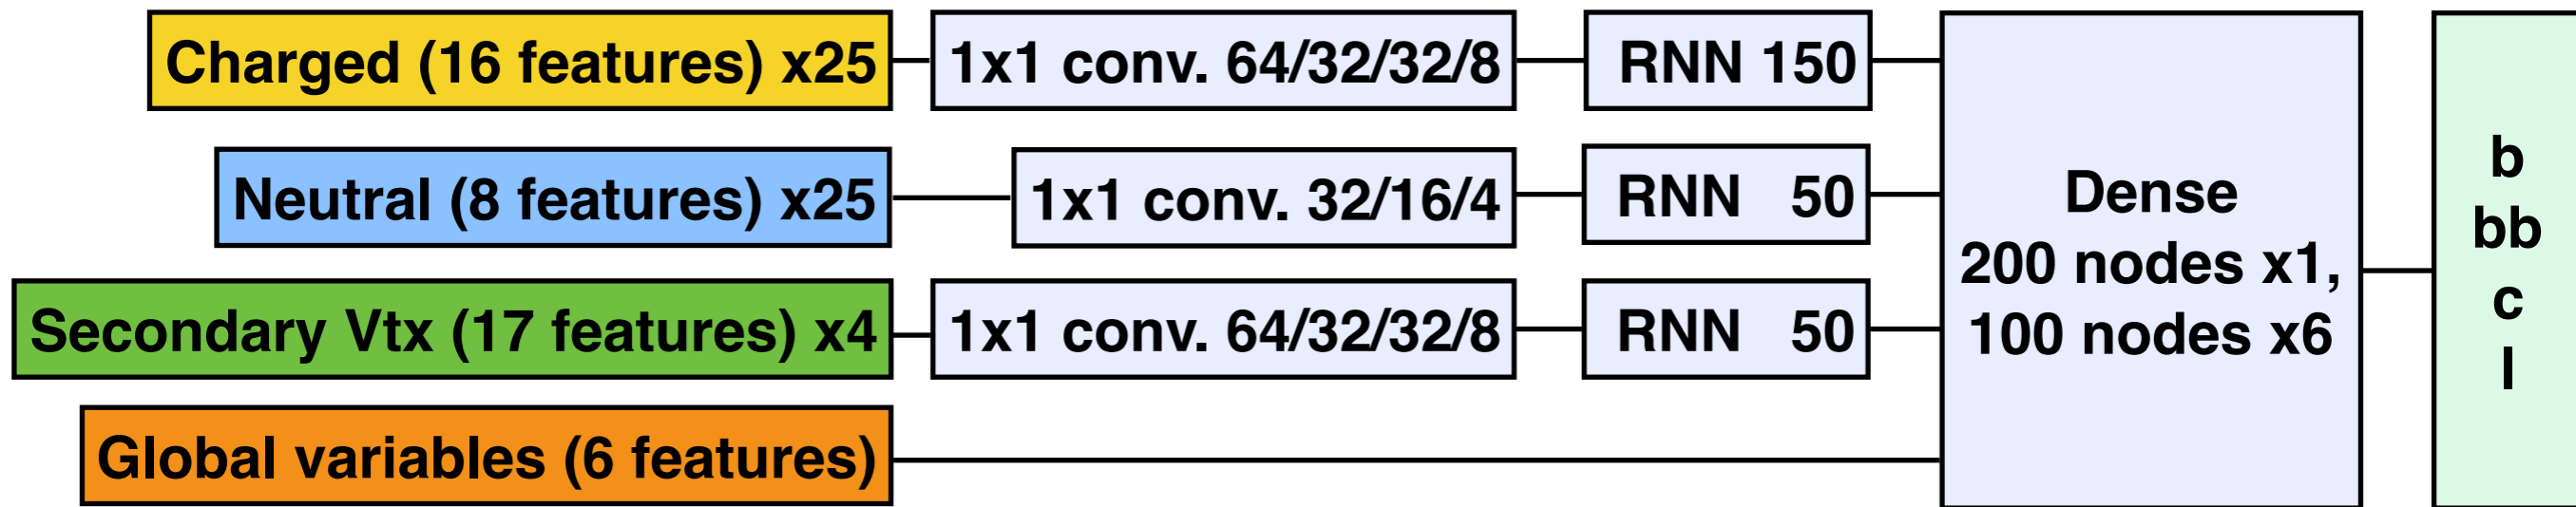 Charged (16 features) x25
1x1 conv. 64/32/32/8
RNN 150
Neutral (8 features) x25
1x1 conv. 32/16/4
RNN 50
Secondary Vtx (17 features) x4
1x1 conv. 64/32/32/8
RNN 50
Global variables (6 features)
Dense
200 nodes x1,
100 nodes x6
b
bb
c
l